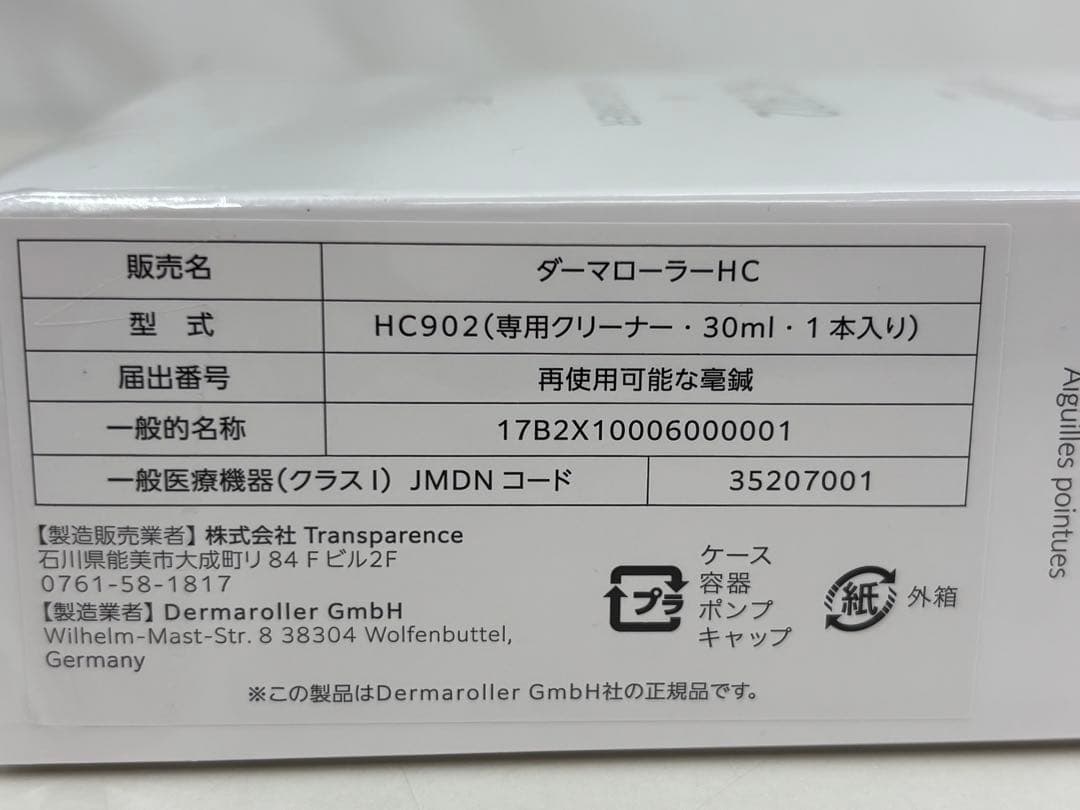 販売名 ダーマローラーHC
型 式 HC902(専用クリーナー・30ml・1本入り)
届出番号 再使用可能な毫鍼
一般的名称 17B2X10006000001
一般医療機器(クラスI) JMDNコード 35207001
【製造販売業者】株式会社 Transparence
石川県能美市大成町リ84 Fビル2F
0761-58-1817
【製造業者】Dermaroller GmbH
Wilhelm-Mast-Str. 8 38304 Wolfenbuttel,
Germany
プラ
ケース
容器
ポンプ
キャップ
紙
外箱
※この製品はDermaroller GmbH社の正規品です。
Aiguilles pointues